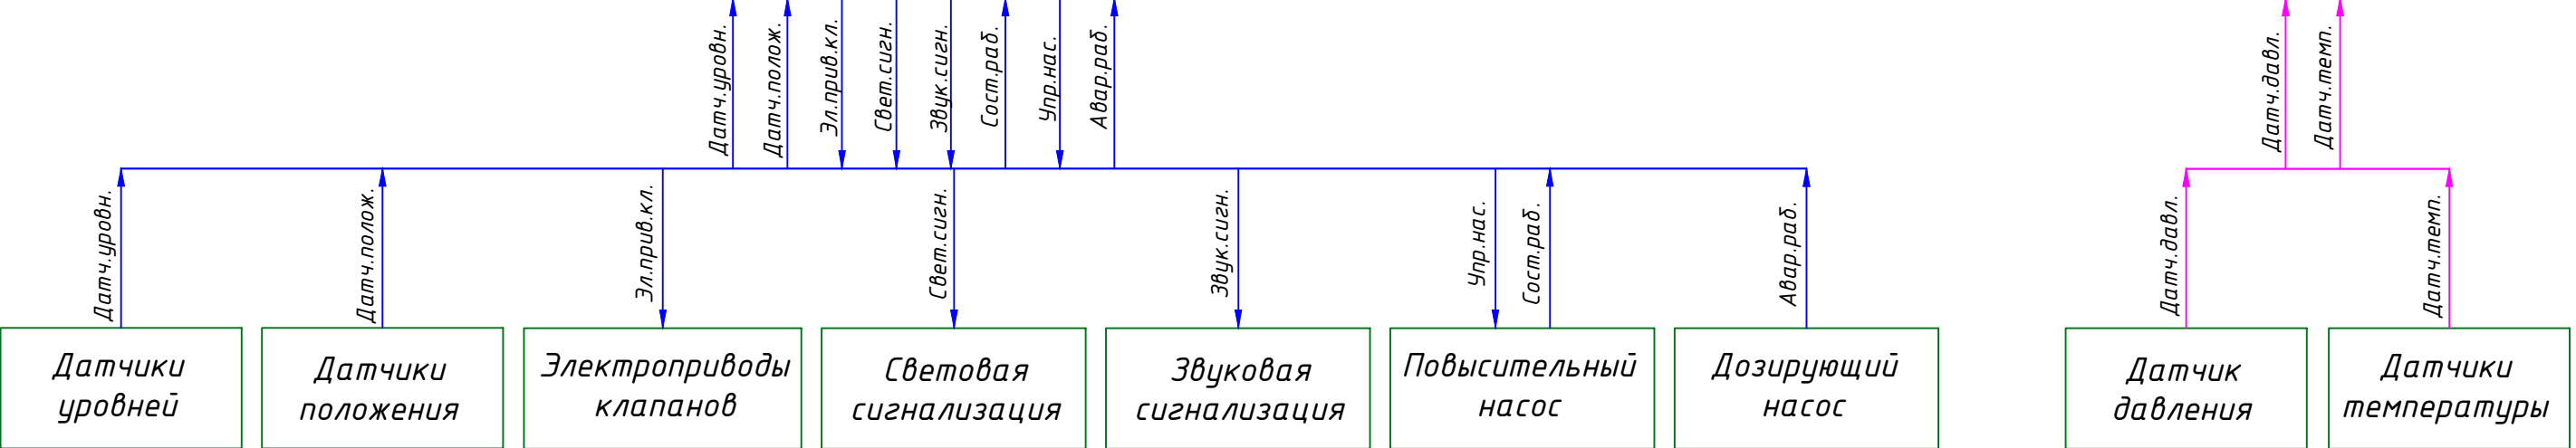 Датч.уровн.
Датч.полож.
Эл.прив.кл.
Свет.сигн.
Звук.сигн.
Сост.раб.
Упр.нас.
Авар.раб.
Датч.давл.
Датч.темп.
Датч.уровн.
Датч.полож.
Эл.прив.кл.
Свет.сигн.
Звук.сигн.
Упр.нас.
Сост.раб.
Авар.раб.
Датч.давл.
Датч.темп.
Датчики
уровней
Датчики
положения
Электроприводы
клапанов
Световая
сигнализация
Звуковая
сигнализация
Повысительный
насос
Дозирующий
насос
Датчик
давления
Датчики
температуры